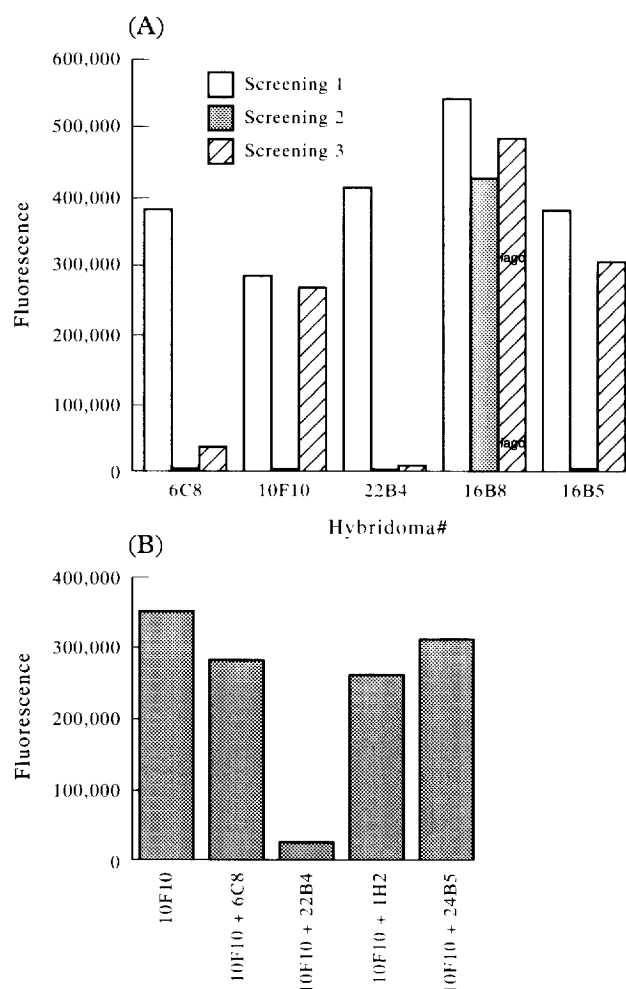 (A)
600,000
500,000
400,000
300,000
200,000
100,000
0
Fluorescence
Screening 1
Screening 2
Screening 3
lago
lago
6C8
10F10
22B4
16B8
16B5
Hybridoma#
(B)
400,000
300,000
200,000
100,000
0
Fluorescence
10F10
10F10 + 6C8
10F10 + 22B4
10F10 + 1H2
10F10 + 24B5